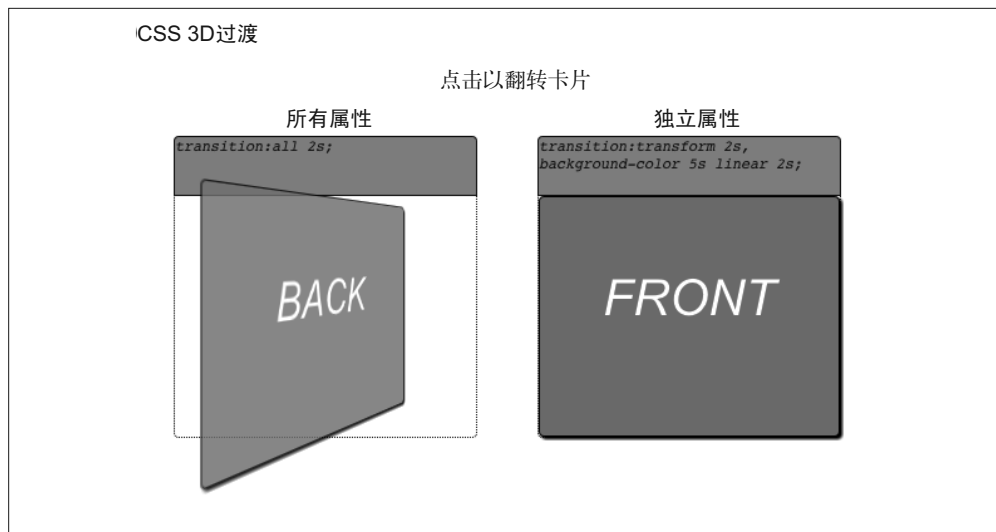 CSS 3D过渡
点击以翻转卡片
所有属性
transition:all 2s;
BACK
独立属性
transition:transform 2s,
background-color 5s linear 2s;
FRONT